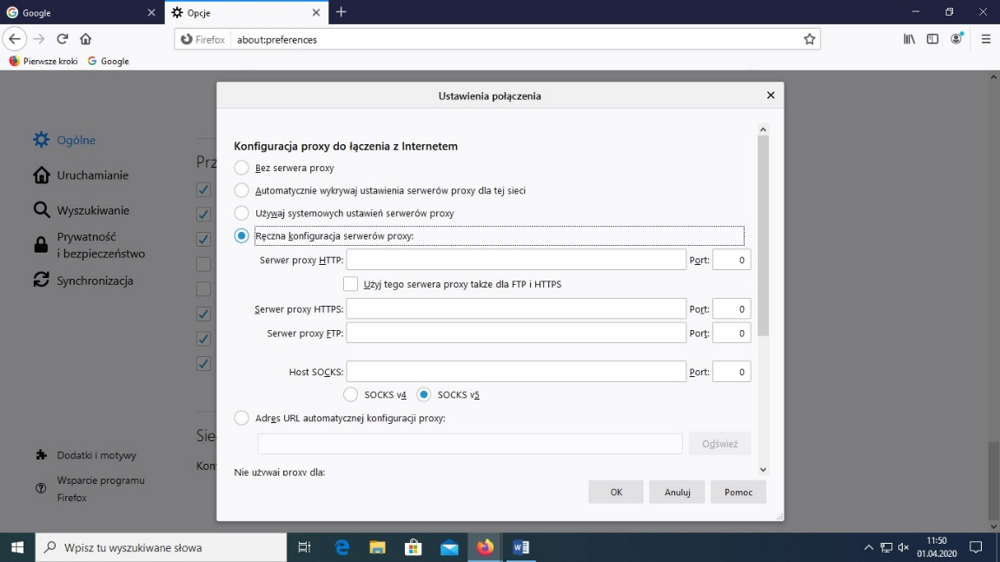 Google
Opcje
Firefox
about:preferences
Pierwsze kroki
Google
Ustawienia połączenia
Ogólne
Uruchamianie
Wyszukiwanie
Prywatność
i bezpieczeństwo
Synchronizacja
Dodatki i motywy
Wsparcie programu
Firefox
Prz
Sie
Kon
Konfiguracja proxy do łączenia z Internetem
Bez serwera proxy
Automatycznie wykrywaj ustawienia serwerów proxy dla tej sieci
Używaj systemowych ustawień serwerów proxy
Ręczna konfiguracja serwerów proxy:
Serwer proxy HTTP: Port: 0
Użyj tego serwera proxy także dla FTP i HTTPS
Serwer proxy HTTPS: Port: 0
Serwer proxy FTP: Port: 0
Host SOCKS: Port: 0
SOCKS v4 SOCKS v5
Adres URL automatycznej konfiguracji proxy:
Odśwież
Nie używaj proxy dla:
OK Anuluj Pomoc
Wpisz tu wyszukiwane słowa
11:50
01.04.2020